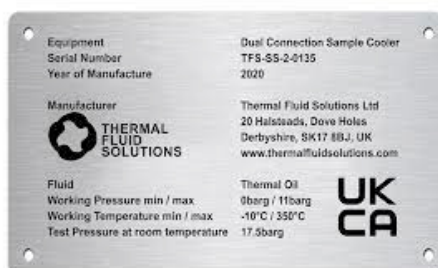 Equipment Dual Connection Sample Cooler
Serial Number TFS-SS-2-0135
Year of Manufacture 2020
Manufacturer Thermal Fluid Solutions Ltd
20 Halsteads, Dove Holes
Derbyshire, SK17 8BJ, UK
www.thermalfluidsolutions.com
THERMAL
FLUID
SOLUTIONS
Fluid Thermal Oil
Working Pressure min / max 0barg / 11barg
Working Temperature min / max -10°C / 350°C
Test Pressure at room temperature 17.5barg
UK
CA